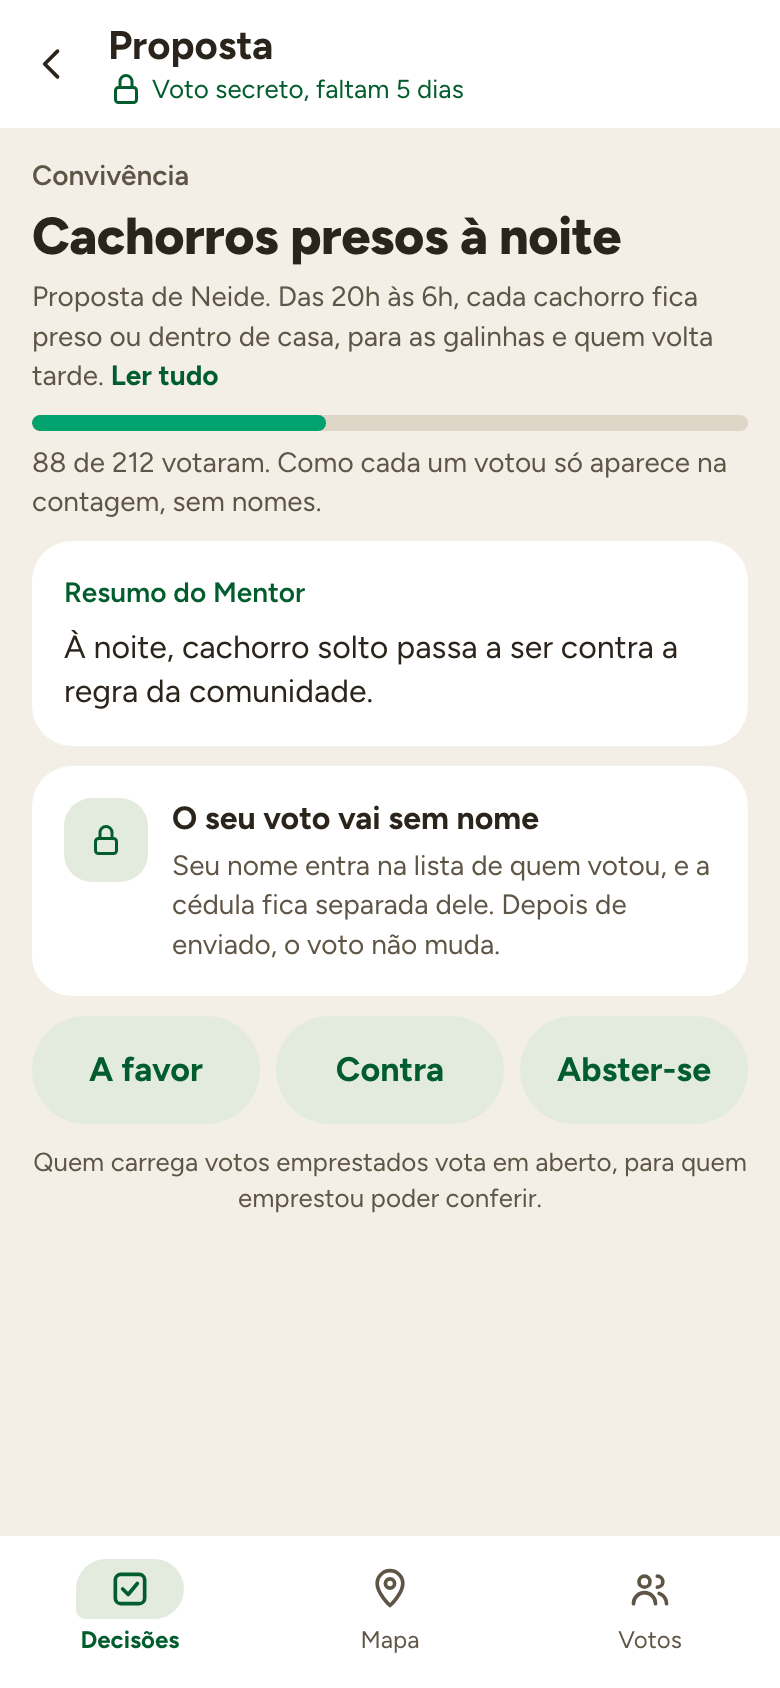 Proposta
Voto secreto, faltam 5 dias
Convivência
Cachorros presos à noite
Proposta de Neide. Das 20h às 6h, cada cachorro fica
preso ou dentro de casa, para as galinhas e quem volta
tarde. Ler tudo
88 de 212 votaram. Como cada um votou só aparece na
contagem, sem nomes.
Resumo do Mentor
À noite, cachorro solto passa a ser contra a
regra da comunidade.
O seu voto vai sem nome
Seu nome entra na lista de quem votou, e a
cédula fica separada dele. Depois de
enviado, o voto não muda.
A favor
Contra
Abster-se
Quem carrega votos emprestados vota em aberto, para quem
emprestou poder conferir.
Decisões
Mapa
Votos